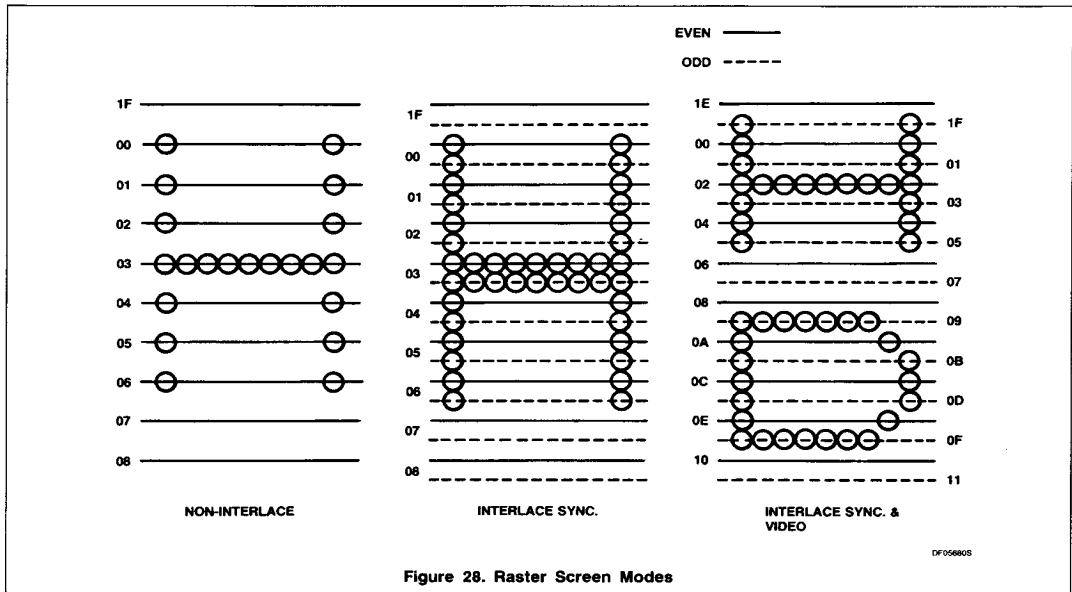 EVEN
ODD
1F
00
01
02
03
04
05
06
07
08
NON-INTERLACE
1F
00
01
02
03
04
05
06
07
08
INTERLACE SYNC.
1E
1F
00
01
02
03
04
05
06
07
08
09
0A
0B
0C
0D
0E
0F
10
11
INTERLACE SYNC. &
VIDEO
DF05680S
Figure 28. Raster Screen Modes